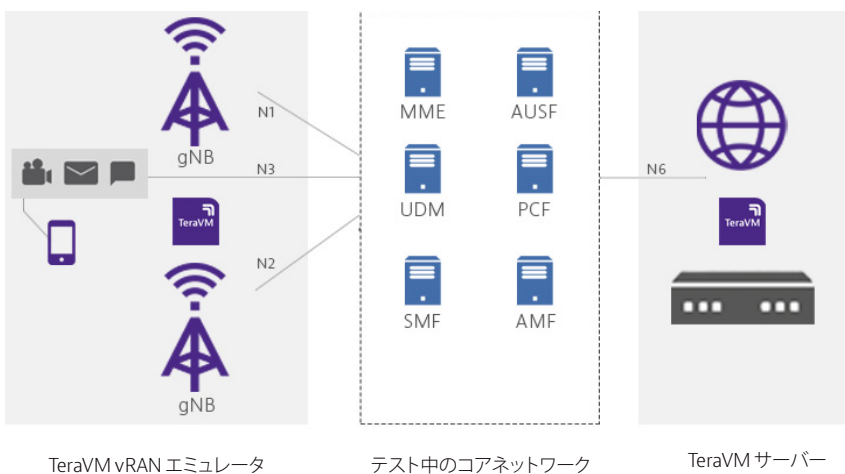 gNB
N1
N3
TeraVM
N2
gNB
MME
AUSF
UDM
PCF
SMF
AMF
N6
TeraVM
TeraVM vRAN エミュレータ
テスト中のコアネットワーク
TeraVM サーバー